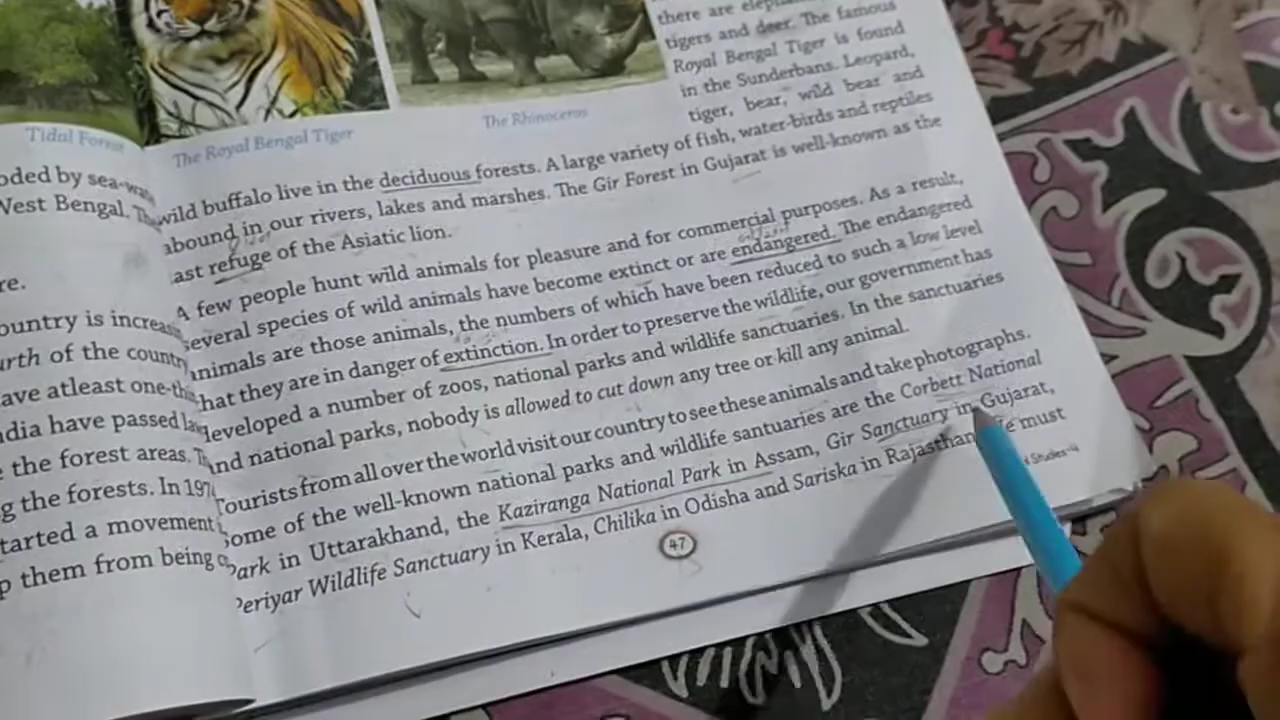 Tidal Forest
oded by sea-wat
West Bengal. Th
re.
ountry is increas
urth of the country
ave atleast one-thi
ndia have passed law
the forest areas. T
g the forests. In 197
tarted a movement
p them from being c
The Royal Bengal Tiger
The Rhinoceros
there are eleph
tigers and deer. The famous
Royal Bengal Tiger is found
in the Sunderbans. Leopard,
tiger, bear, wild bear and
wild buffalo live in the deciduous forests. A large variety of fish, water-birds and reptiles
abound in our rivers, lakes and marshes. The Gir Forest in Gujarat is well-known as the
ast refuge of the Asiatic lion.
A few people hunt wild animals for pleasure and for commercial purposes. As a result,
several species of wild animals have become extinct or are endangered. The endangered
animals are those animals, the numbers of which have been reduced to such a low level
hat they are in danger of extinction. In order to preserve the wildlife, our government has
developed a number of zoos, national parks and wildlife sanctuaries. In the sanctuaries
and national parks, nobody is allowed to cut down any tree or kill any animal.
Tourists from all over the world visit our country to see these animals and take photographs.
Some of the well-known national parks and wildlife santuaries are the Corbett National
Park in Uttarakhand, the Kaziranga National Park in Assam, Gir Sanctuary in Gujarat,
Periyar Wildlife Sanctuary in Kerala, Chilika in Odisha and Sariska in Rajasthan. We must
47
Studies-4